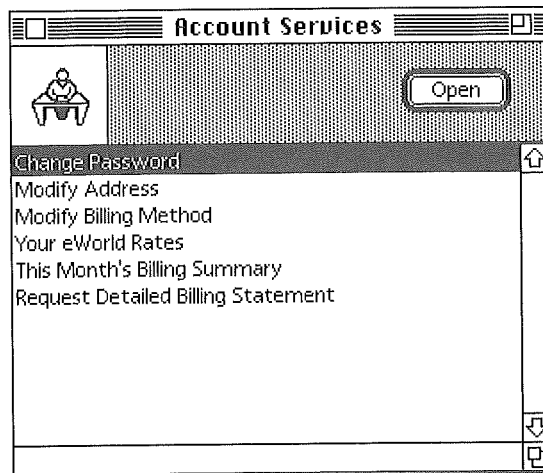 Account Services
Open
Change Password
Modify Address
Modify Billing Method
Your eWorld Rates
This Month's Billing Summary
Request Detailed Billing Statement